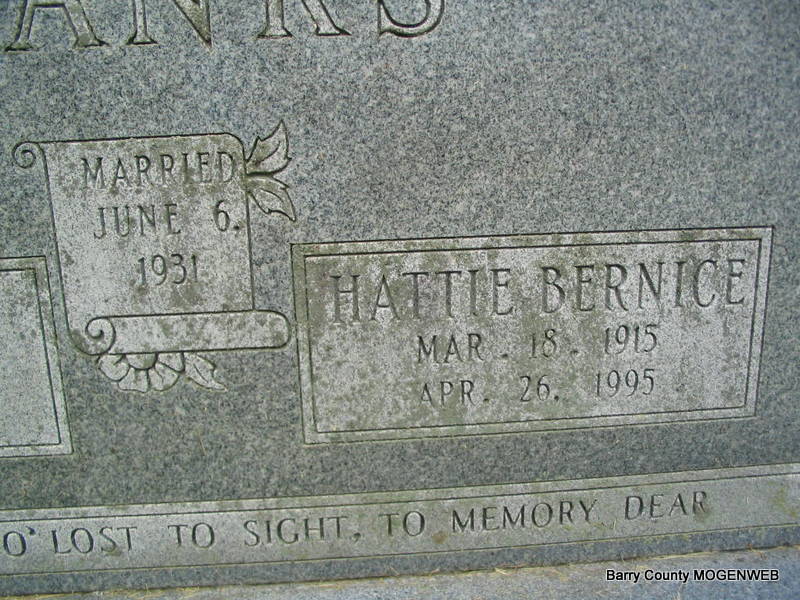 ANKS
MARRIED
JUNE 6,
1931
HATTIE BERNICE
MAR. 18. 1915
APR. 26, 1995
O' LOST TO SIGHT, TO MEMORY DEAR
Barry County MOGENWEB